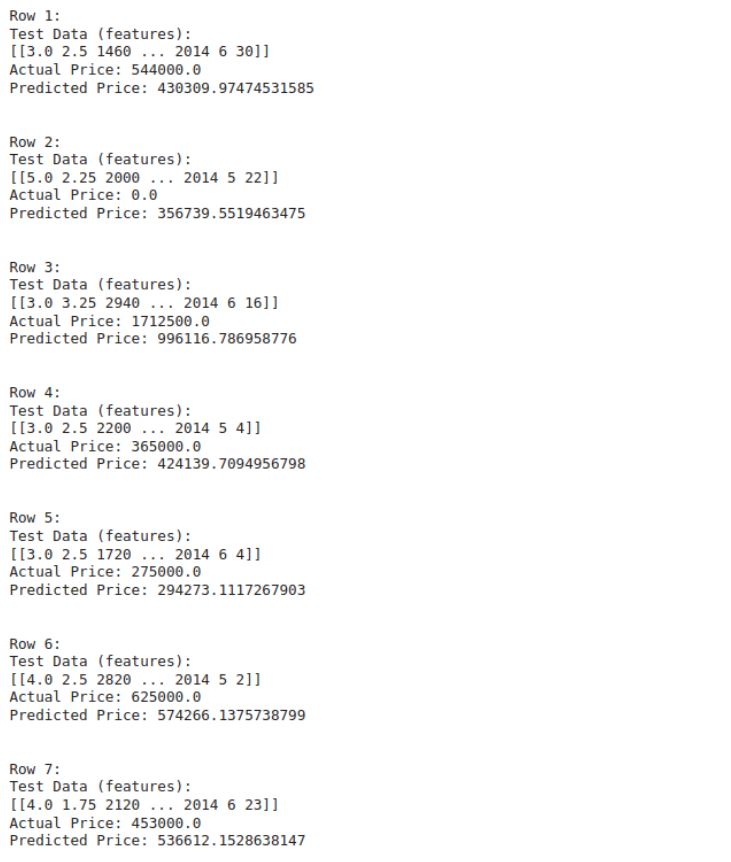 Row 1:
Test Data (features):
[[3.0 2.5 1460 ... 2014 6 30]]
Actual Price: 544000.0
Predicted Price: 430309.97474531585
Row 2:
Test Data (features):
[[5.0 2.25 2000 ... 2014 5 22]]
Actual Price: 0.0
Predicted Price: 356739.5519463475
Row 3:
Test Data (features):
[[3.0 3.25 2940 ... 2014 6 16]]
Actual Price: 1712500.0
Predicted Price: 996116.786958776
Row 4:
Test Data (features):
[[3.0 2.5 2200 ... 2014 5 4]]
Actual Price: 365000.0
Predicted Price: 424139.7094956798
Row 5:
Test Data (features):
[[3.0 2.5 1720 ... 2014 6 4]]
Actual Price: 275000.0
Predicted Price: 294273.1117267903
Row 6:
Test Data (features):
[[4.0 2.5 2820 ... 2014 5 2]]
Actual Price: 625000.0
Predicted Price: 574266.1375738799
Row 7:
Test Data (features):
[[4.0 1.75 2120 ... 2014 6 23]]
Actual Price: 453000.0
Predicted Price: 536612.1528638147